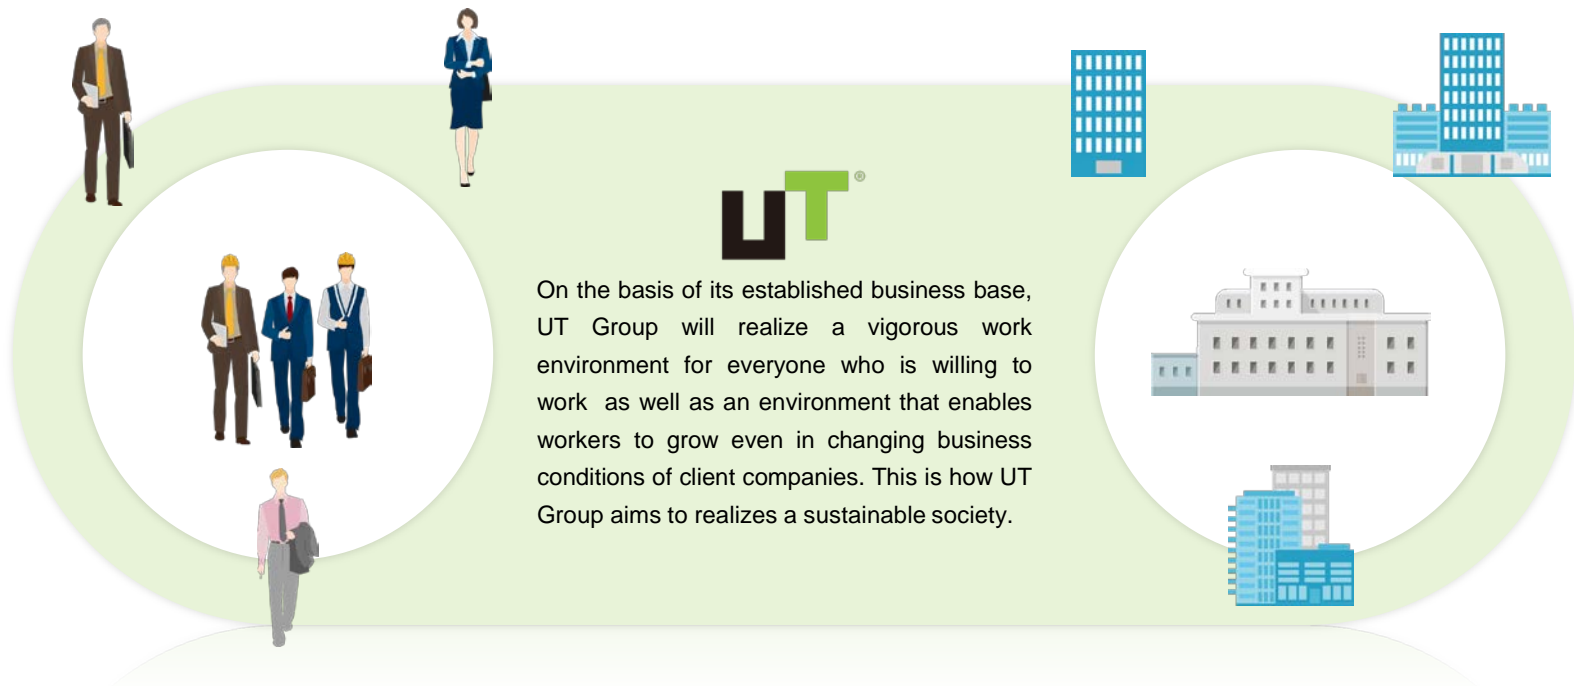 UT®
On the basis of its established business base,
UT Group will realize a vigorous work
environment for everyone who is willing to
work as well as an environment that enables
workers to grow even in changing business
conditions of client companies. This is how UT
Group aims to realizes a sustainable society.